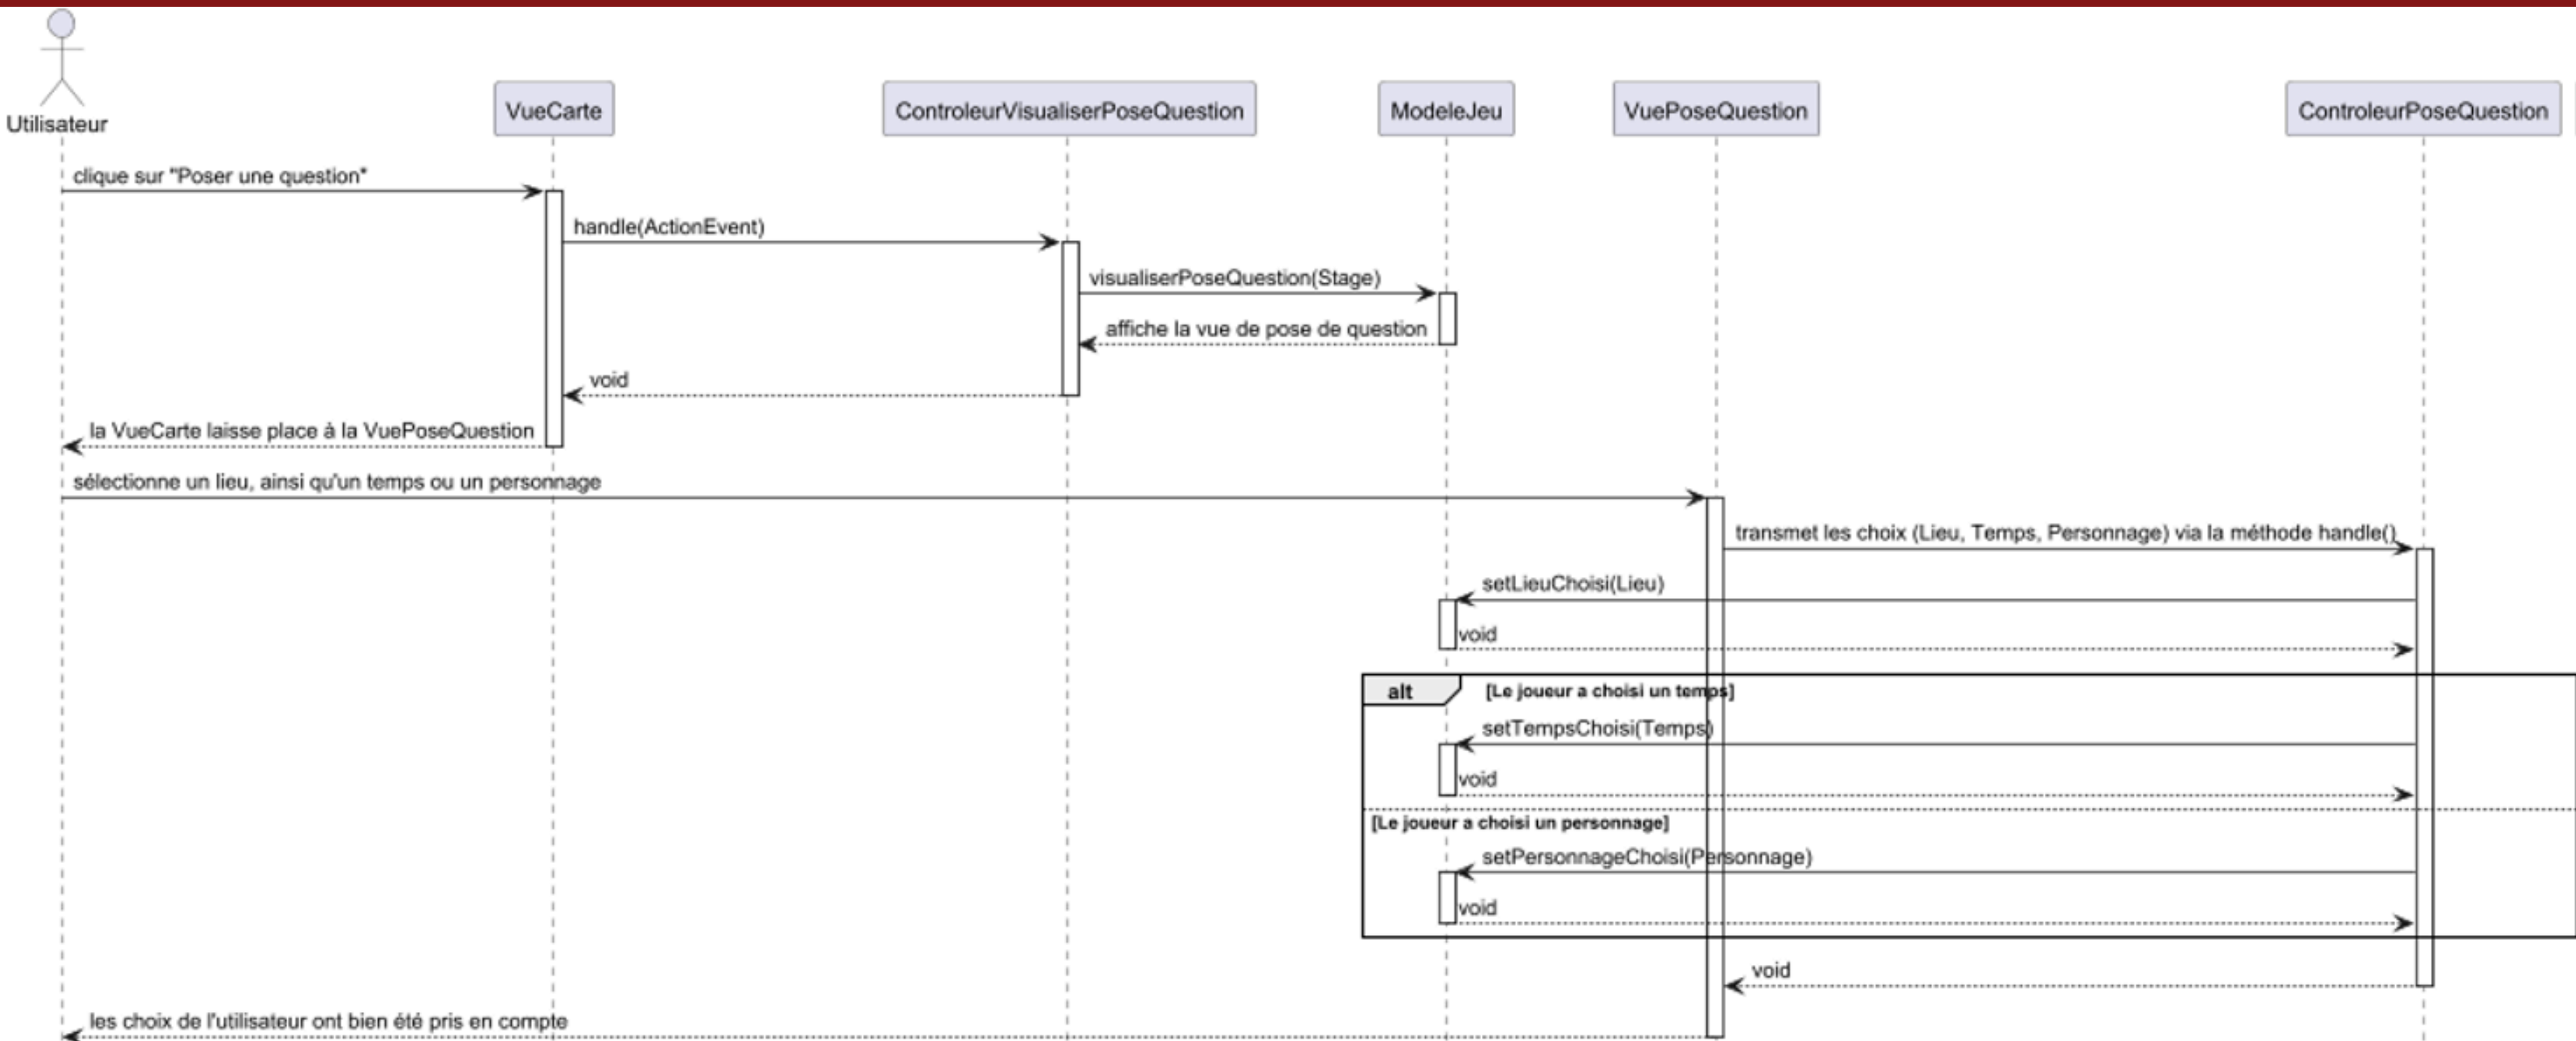 Utilisateur
VueCarte
ControleurVisualiserPoseQuestion
ModeleJeu
VuePoseQuestion
ControleurPoseQuestion
clique sur "Poser une question"
handle(ActionEvent)
visualiserPoseQuestion(Stage)
affiche la vue de pose de question
void
la VueCarte laisse place à la VuePoseQuestion
sélectionne un lieu, ainsi qu'un temps ou un personnage
transmet les choix (Lieu, Temps, Personnage) via la méthode handle()
setLieuChoisi(Lieu)
void
alt
[Le joueur a choisi un temps]
setTempsChoisi(Temps)
void
[Le joueur a choisi un personnage]
setPersonnageChoisi(Personnage)
void
void
les choix de l'utilisateur ont bien été pris en compte